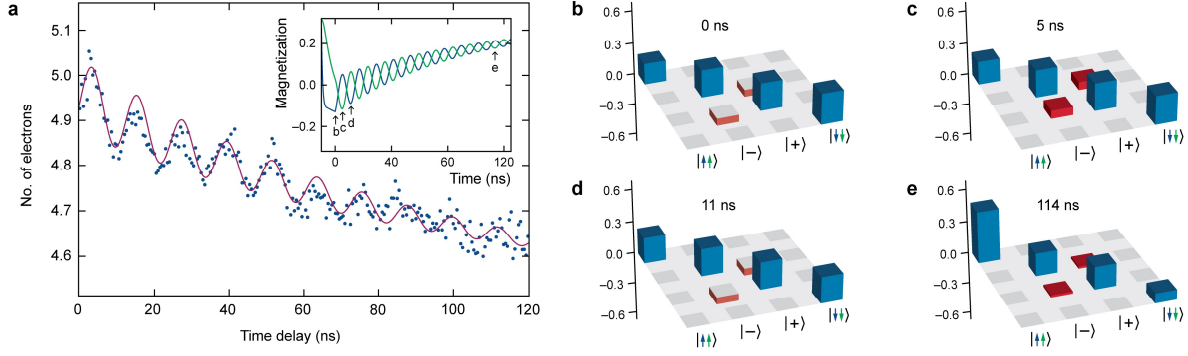 a
5.1
5.0
4.9
4.8
4.7
4.6
No. of electrons
0 20 40 60 80 100 120
Time delay (ns)
Magnetization
0.2
0.0
−0.2
b c d e
0 40 80 120
Time (ns)
b
0 ns
0.6
0.3
0.0
−0.3
−0.6
|↑↑⟩ |−⟩ |+⟩ |↓↓⟩
c
5 ns
0.6
0.3
0.0
−0.3
−0.6
|↑↑⟩ |−⟩ |+⟩ |↓↓⟩
d
11 ns
0.6
0.3
0.0
−0.3
−0.6
|↑↑⟩ |−⟩ |+⟩ |↓↓⟩
e
114 ns
0.6
0.3
0.0
−0.3
−0.6
|↑↑⟩ |−⟩ |+⟩ |↓↓⟩